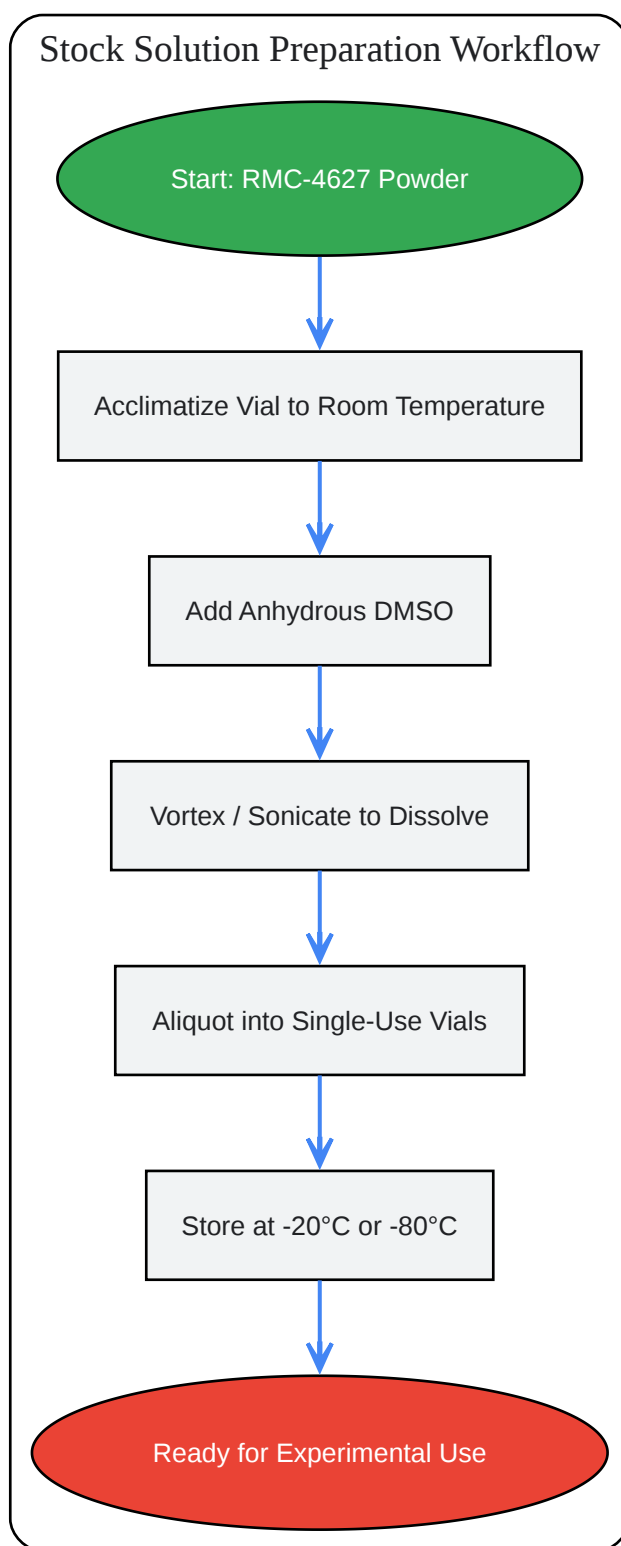 Stock Solution Preparation Workflow
Start: RMC-4627 Powder
Acclimatize Vial to Room Temperature
Add Anhydrous DMSO
Vortex / Sonicate to Dissolve
Aliquot into Single-Use Vials
Store at -20°C or -80°C
Ready for Experimental Use